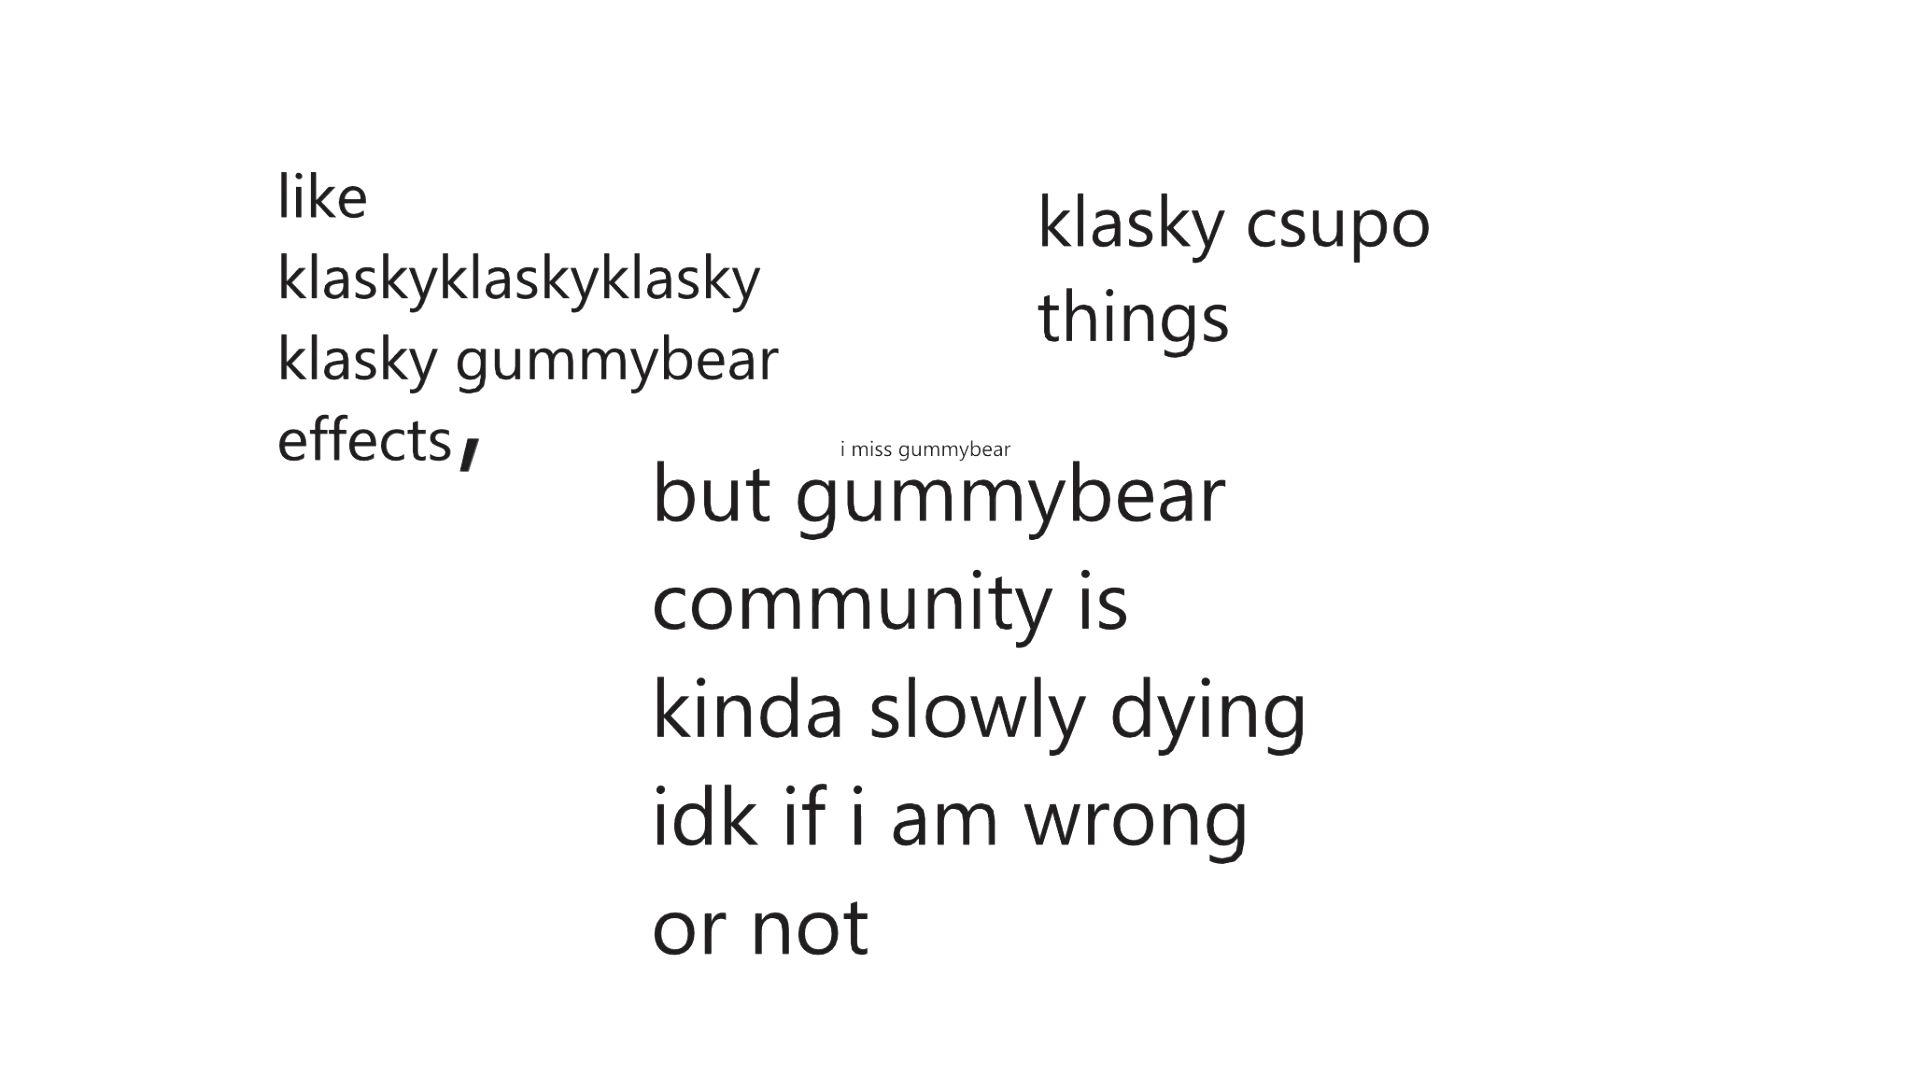 like
klaskyklaskyklasky
klasky gummybear
effects,
klasky csupo
things
i miss gummybear
but gummybear
community is
kinda slowly dying
idk if i am wrong
or not